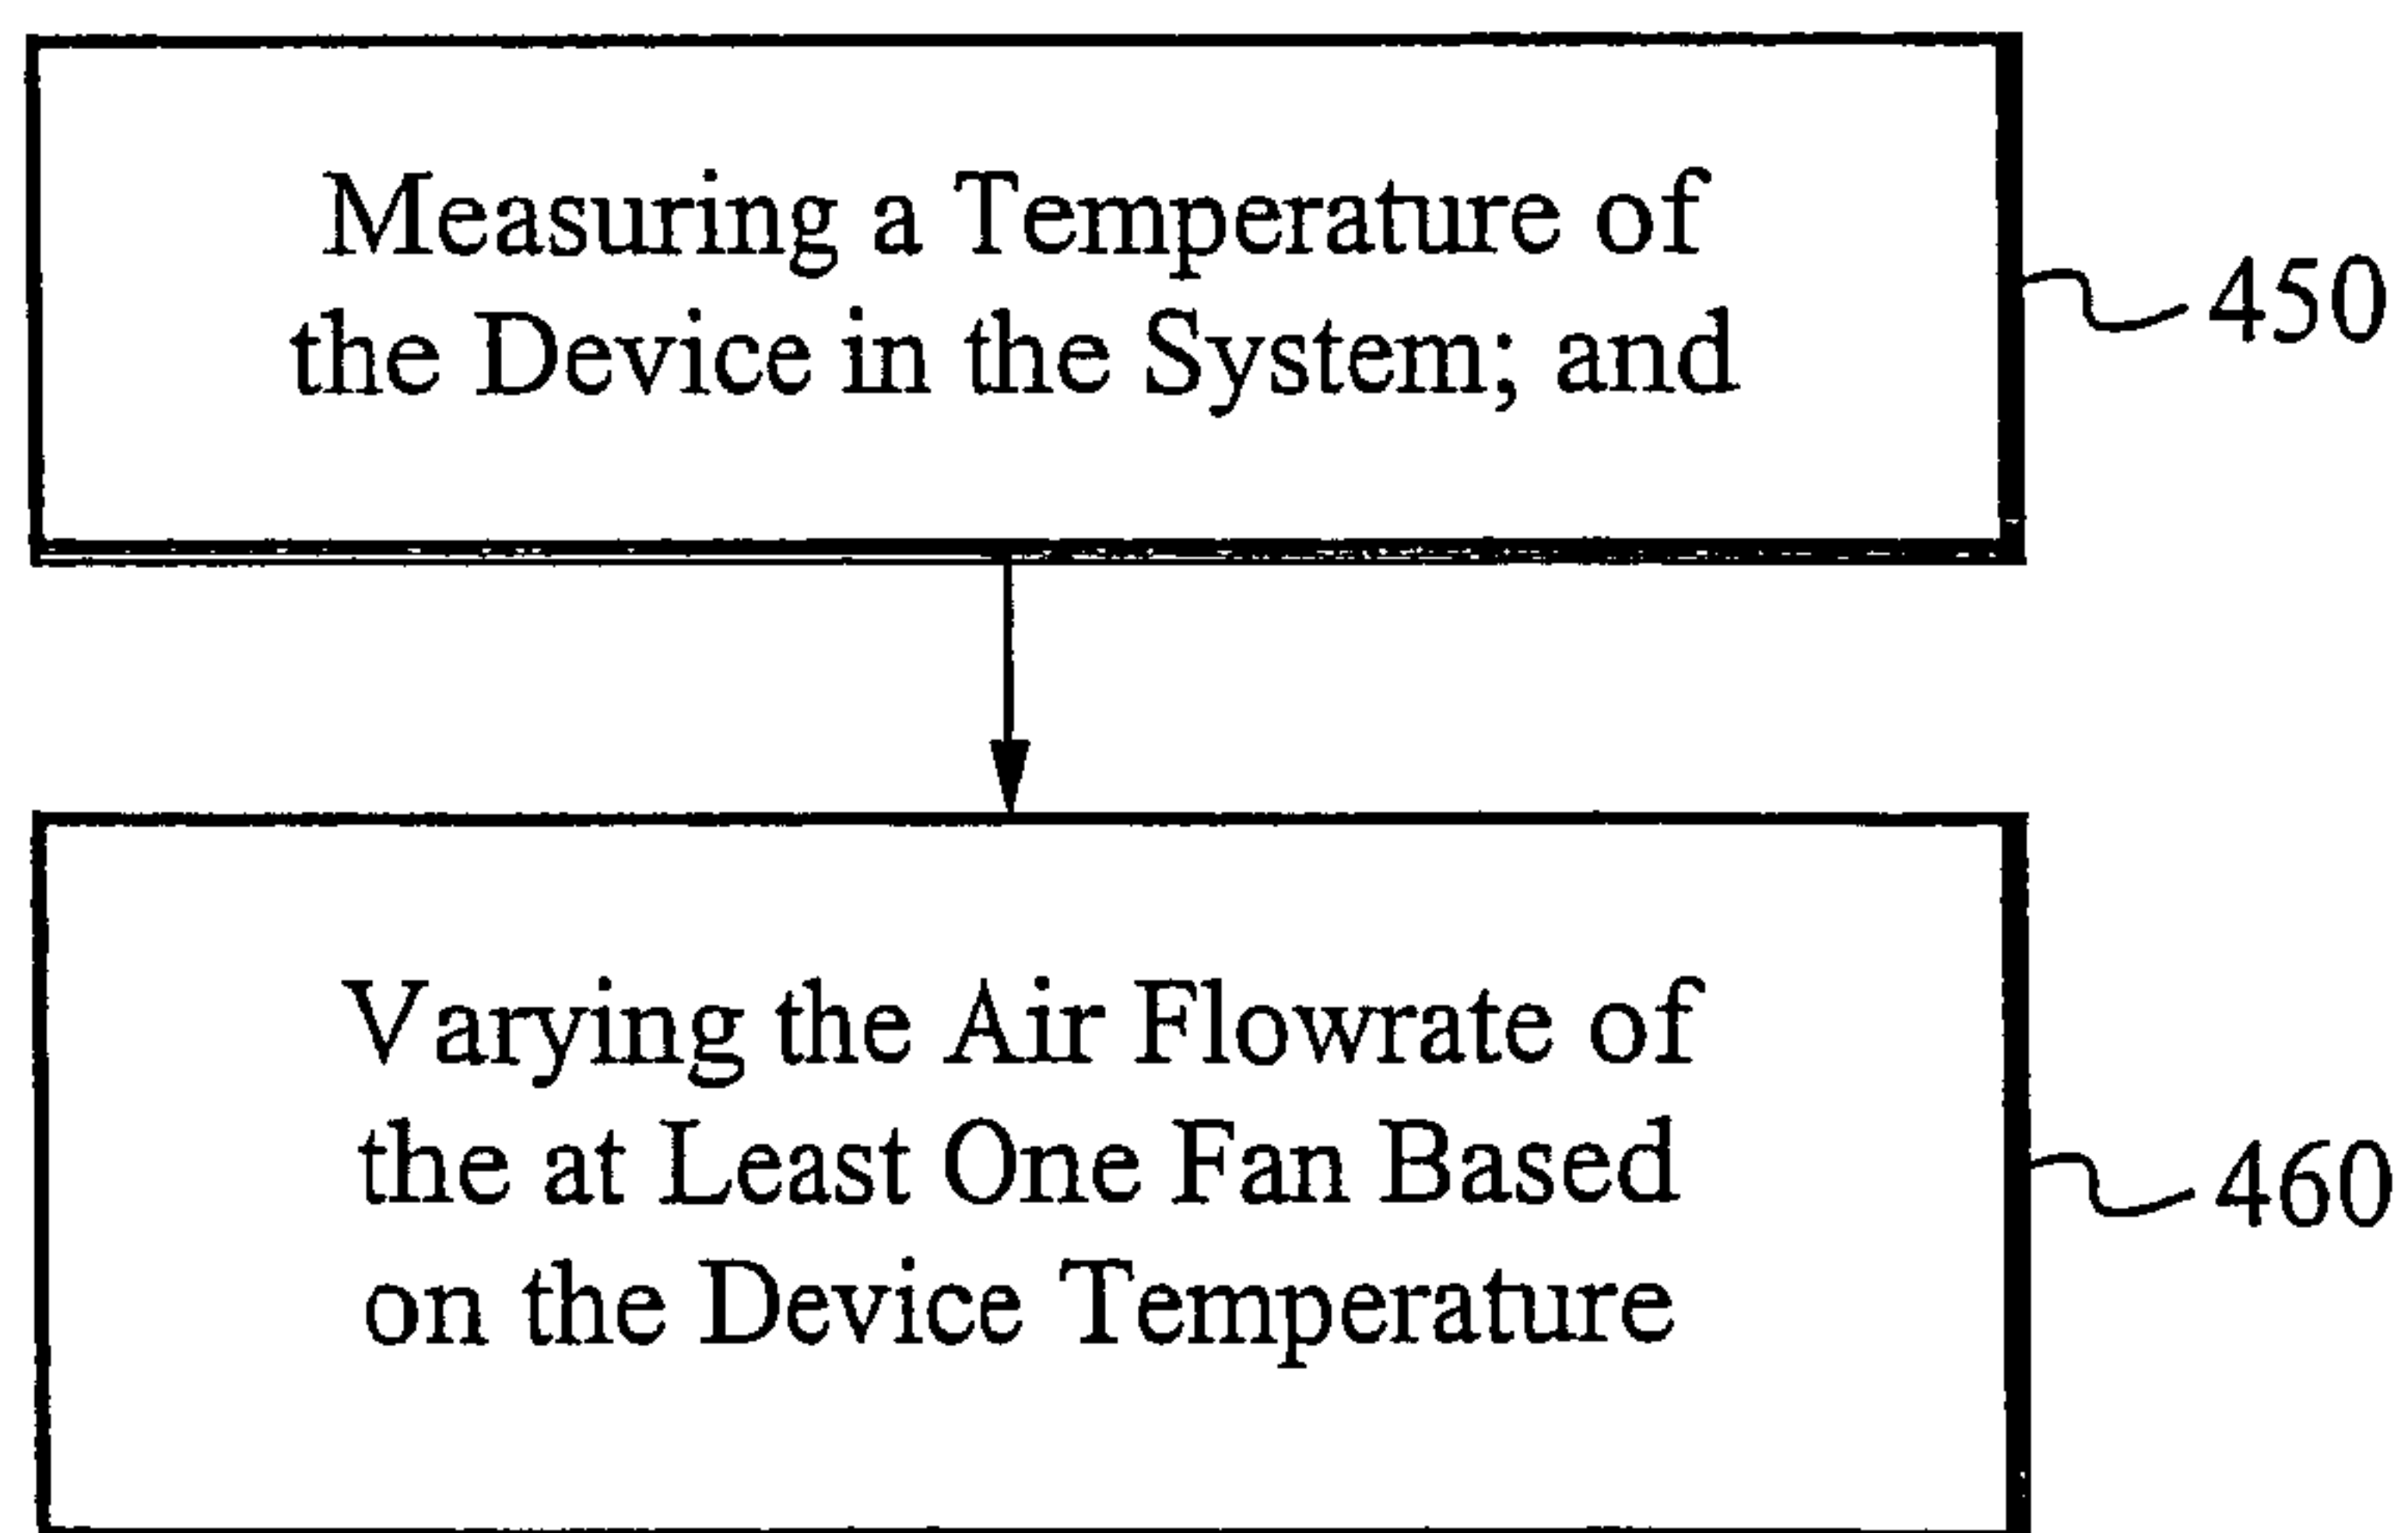 Measuring a Temperature of
the Device in the System; and
450
Varying the Air Flowrate of
the at Least One Fan Based
on the Device Temperature
460